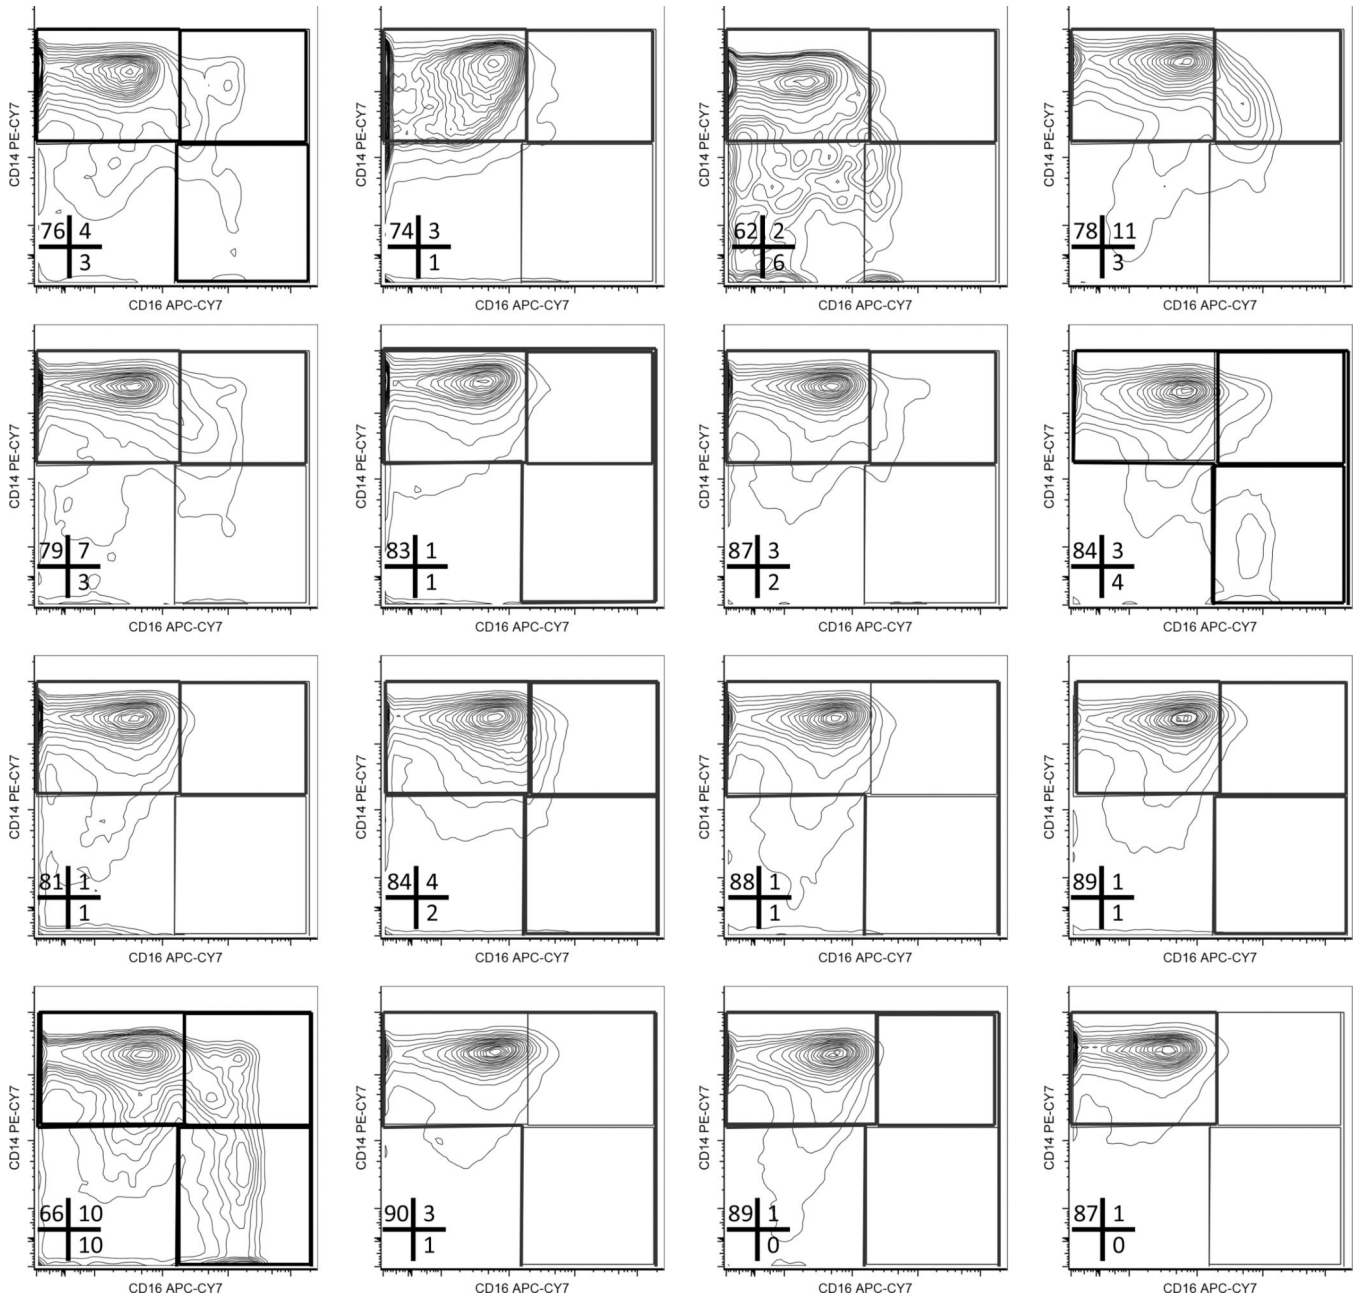 CD14 PE-CY7
76 4
3
CD16 APC-CY7
CD14 PE-CY7
74 3
1
CD16 APC-CY7
CD14 PE-CY7
62 2
6
CD16 APC-CY7
CD14 PE-CY7
78 11
3
CD16 APC-CY7
CD14 PE-CY7
79 7
3
CD16 APC-CY7
CD14 PE-CY7
83 1
1
CD16 APC-CY7
CD14 PE-CY7
87 3
2
CD16 APC-CY7
CD14 PE-CY7
84 3
4
CD16 APC-CY7
CD14 PE-CY7
81 1
1
CD16 APC-CY7
CD14 PE-CY7
84 4
2
CD16 APC-CY7
CD14 PE-CY7
88 1
1
CD16 APC-CY7
CD14 PE-CY7
89 1
1
CD16 APC-CY7
CD14 PE-CY7
66 10
10
CD16 APC-CY7
CD14 PE-CY7
90 3
1
CD16 APC-CY7
CD14 PE-CY7
89 1
0
CD16 APC-CY7
CD14 PE-CY7
87 1
0
CD16 APC-CY7